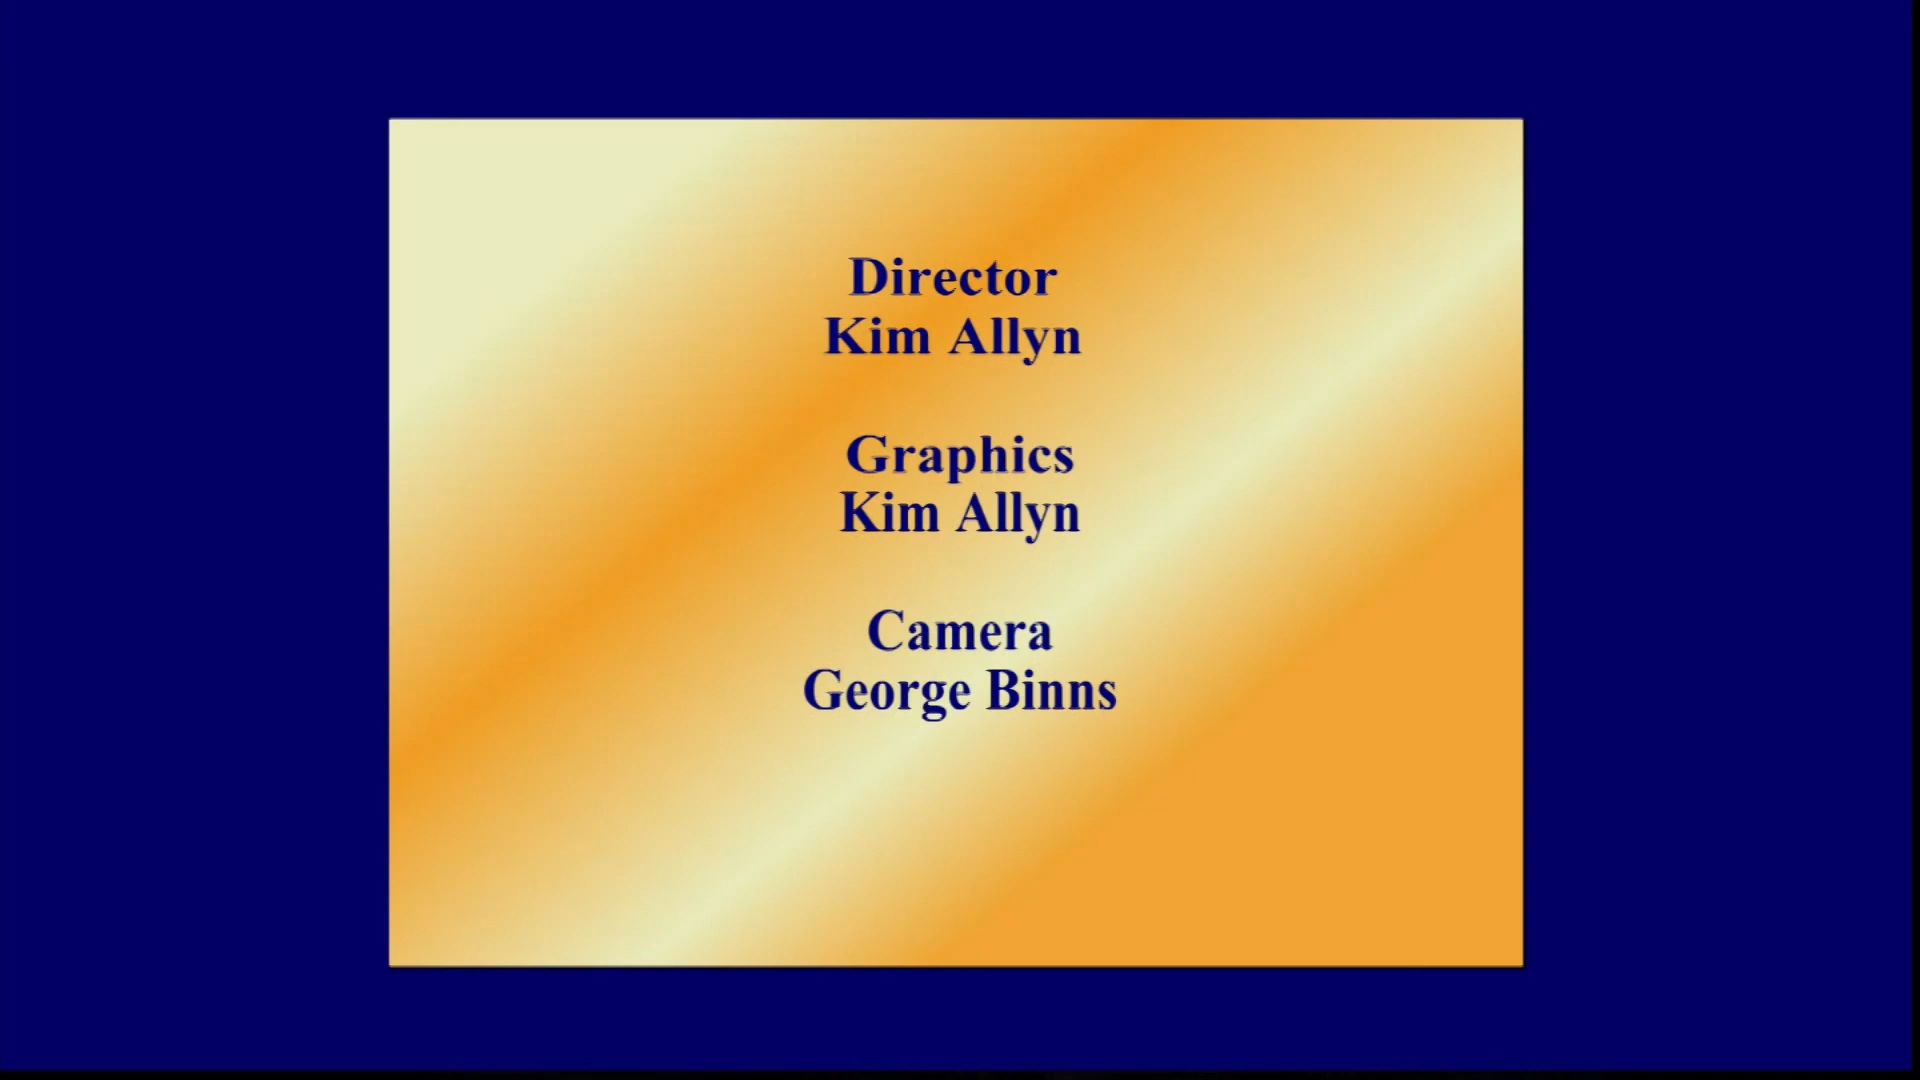 Director
Kim Allyn
Graphics
Kim Allyn
Camera
George Binns